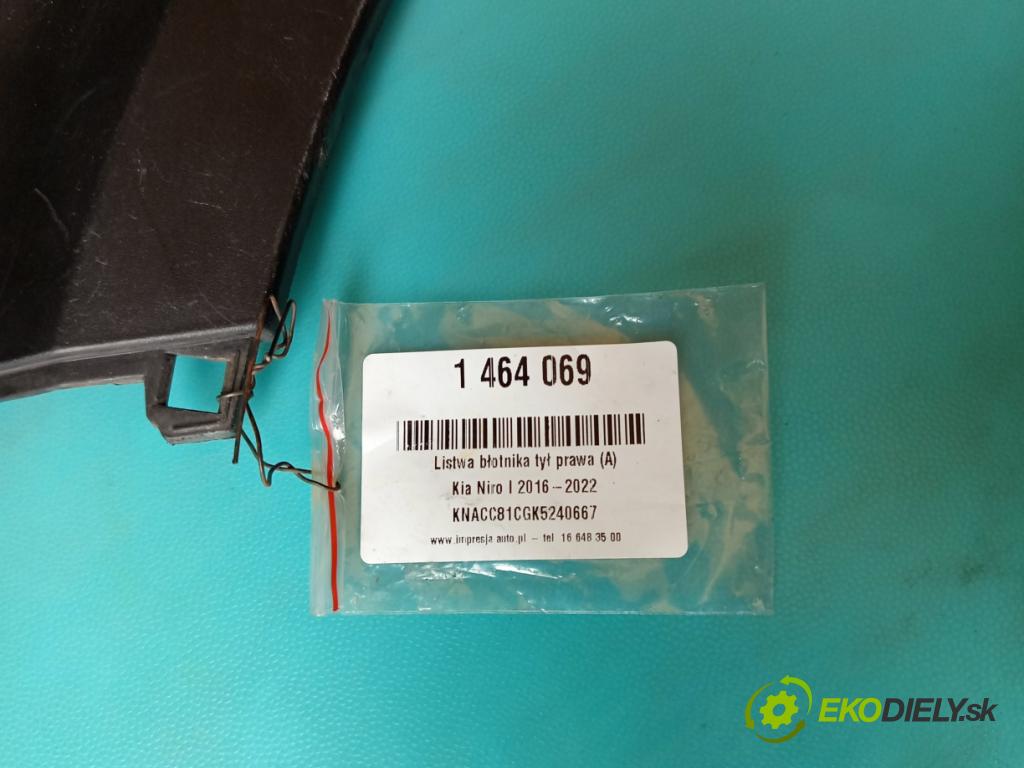 1 464 069
Listwa błotnika tył prawa (A)
Kia Niro I 2016-2022
KNACC81CGK5240667
www.impresja.auto.pl - tel. 16 648 35 00
EKODIELY.sk